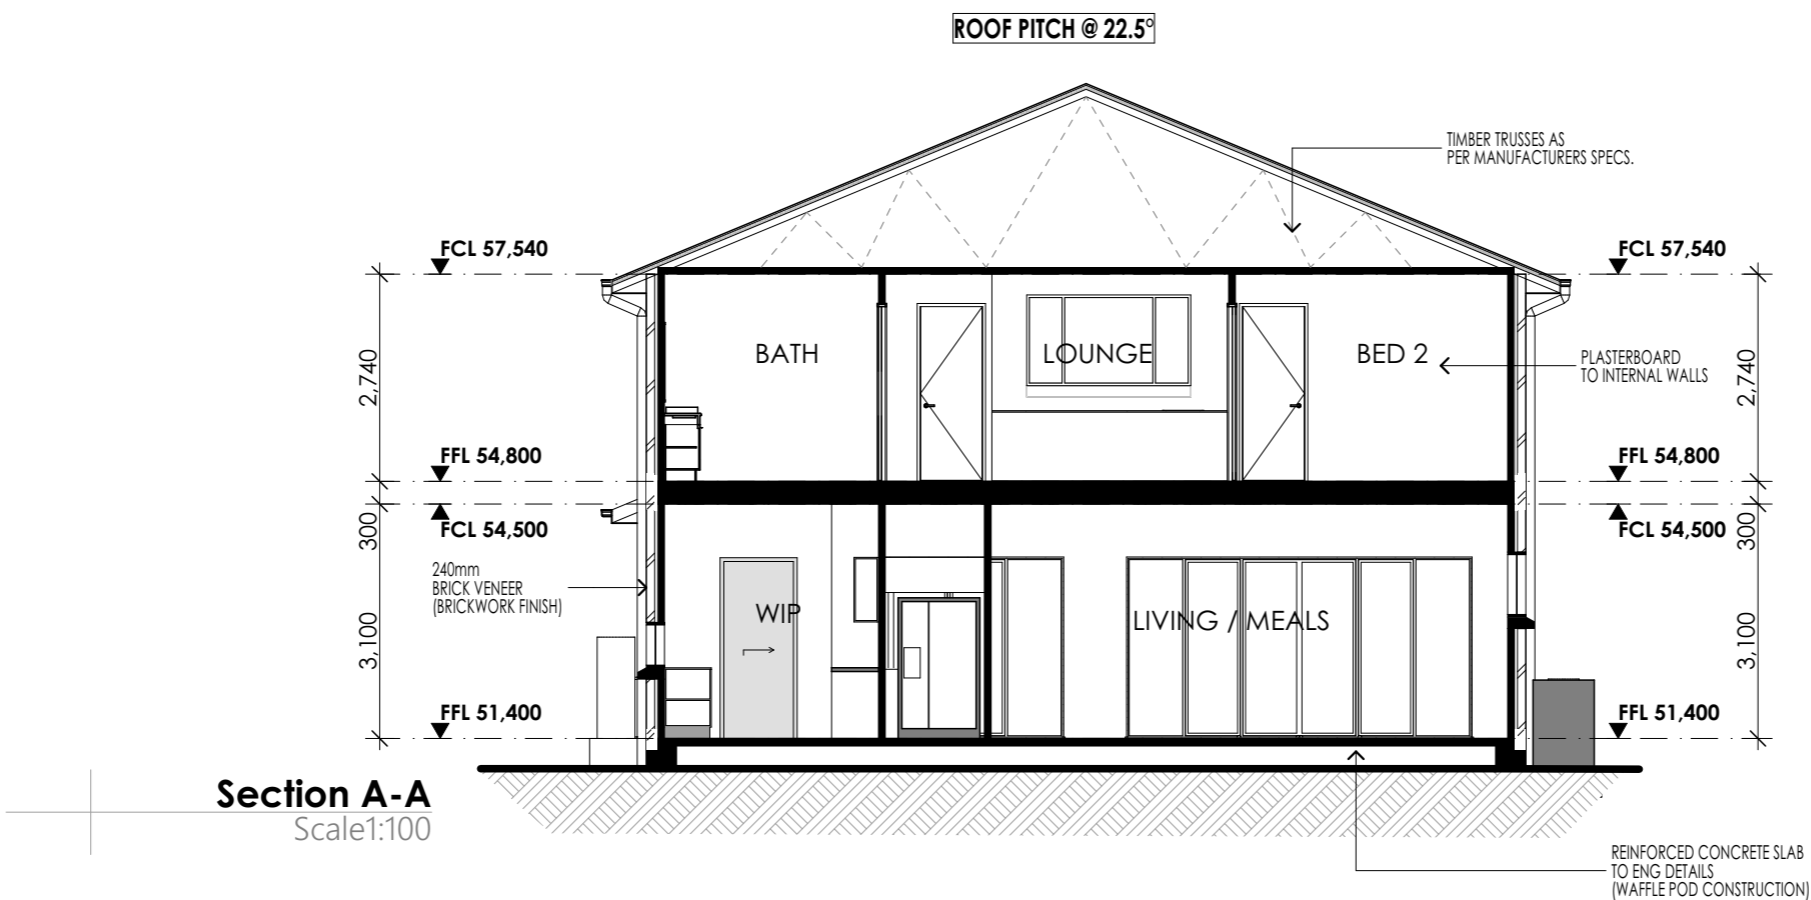 ROOF PITCH @ 22.5°
TIMBER TRUSSES AS
PER MANUFACTURERS SPECS.
FCL 57,540
FCL 57,540
2,740
BATH
LOUNGE
BED 2
PLASTERBOARD
TO INTERNAL WALLS
2,740
FFL 54,800
FFL 54,800
300
FCL 54,500
FCL 54,500
300
240mm
BRICK VENEER
(BRICKWORK FINISH)
WIP
LIVING / MEALS
3,100
3,100
FFL 51,400
FFL 51,400
Section A-A
Scale1:100
REINFORCED CONCRETE SLAB
TO ENG DETAILS
(WAFFLE POD CONSTRUCTION)